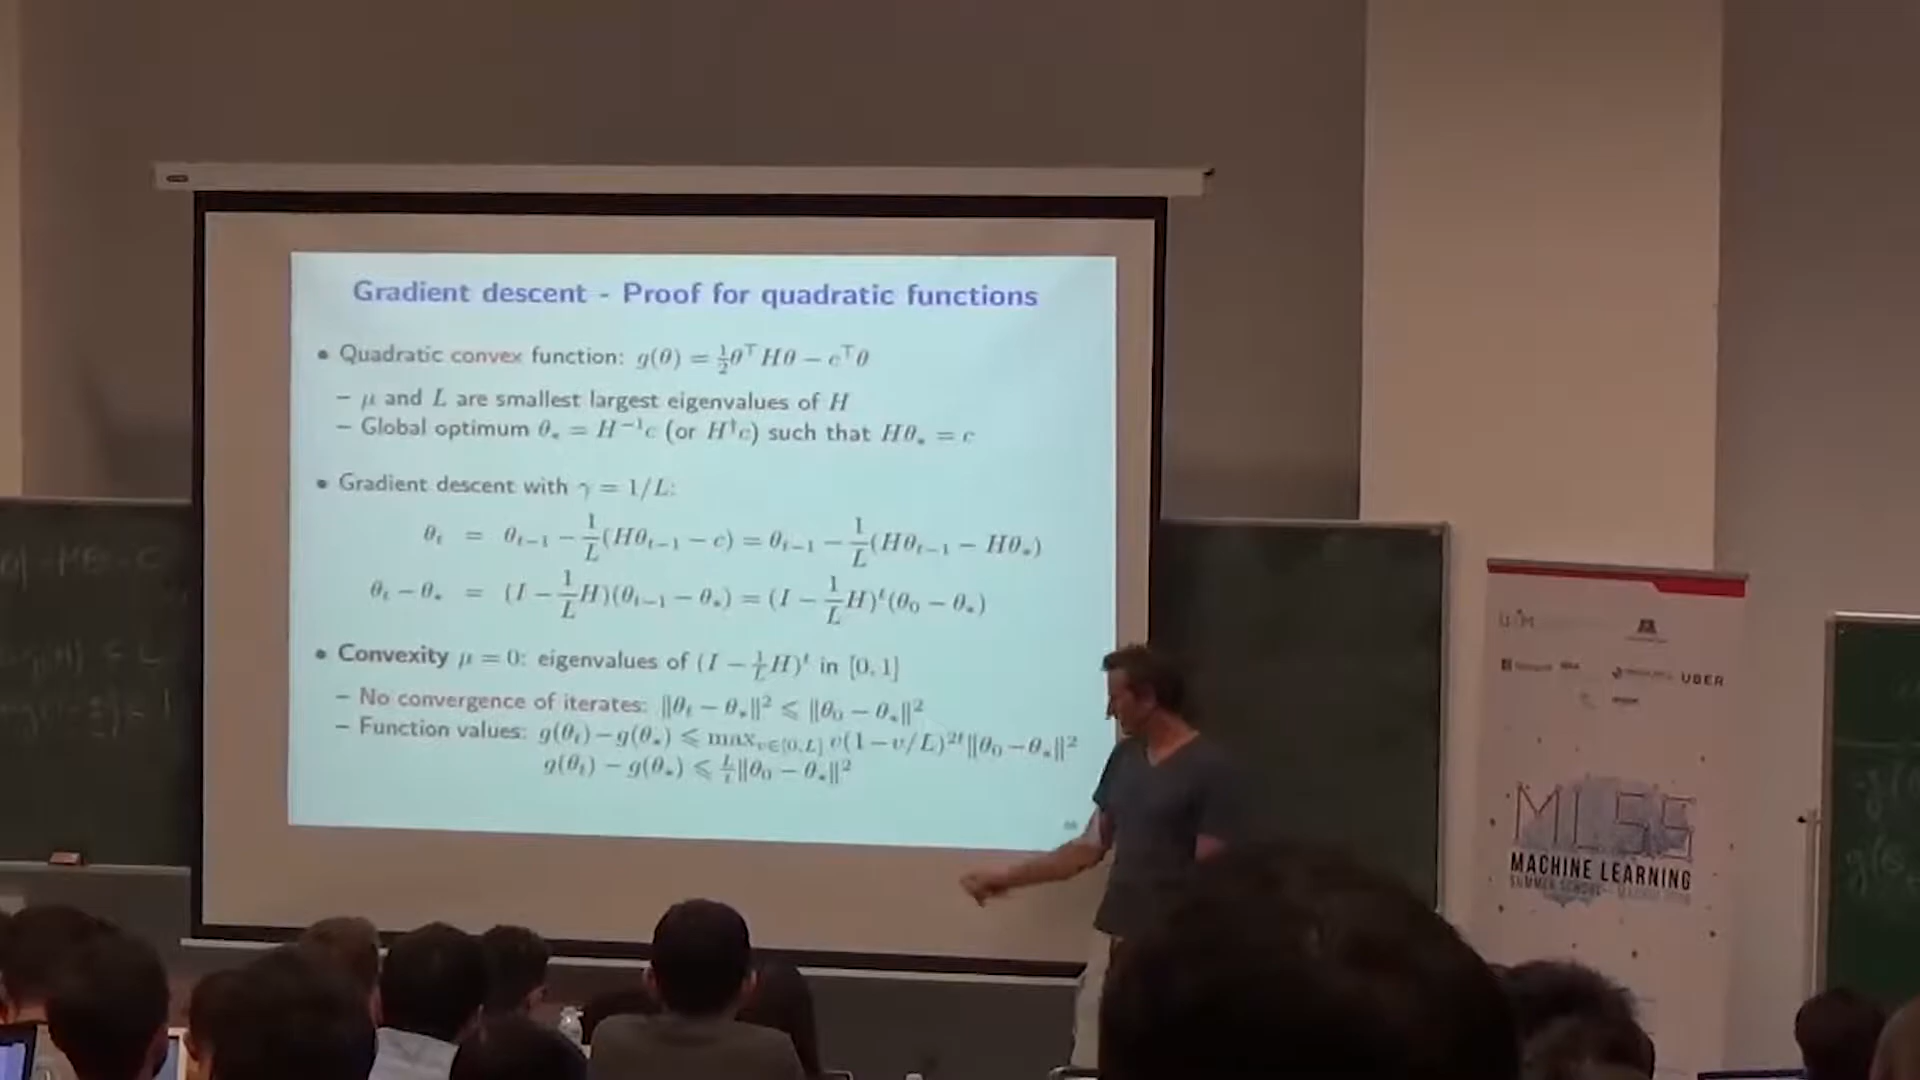 Gradient descent - Proof for quadratic functions
• Quadratic convex function: g(θ) = ½θ⊤Hθ − c⊤θ
– μ and L are smallest largest eigenvalues of H
– Global optimum θ* = H⁻¹c (or H†c) such that Hθ* = c
• Gradient descent with γ = 1/L:
θₜ = θₜ₋₁ − 1/L(Hθₜ₋₁ − c) = θₜ₋₁ − 1/L(Hθₜ₋₁ − Hθ*)
θₜ − θ* = (I − 1/L H)(θₜ₋₁ − θ*) = (I − 1/L H)ᵗ(θ₀ − θ*)
• Convexity μ = 0: eigenvalues of (I − 1/L H)ᵗ in [0, 1]
– No convergence of iterates: ‖θₜ − θ*‖² ⩽ ‖θ₀ − θ*‖²
– Function values: g(θₜ)−g(θ*) ⩽ max_{v∈[0,L]} v(1−v/L)²ᵗ‖θ₀−θ*‖²
g(θₜ) − g(θ*) ⩽ L/t‖θ₀ − θ*‖²
UBER
MLSS
MACHINE LEARNING
SUMMER SCHOOL